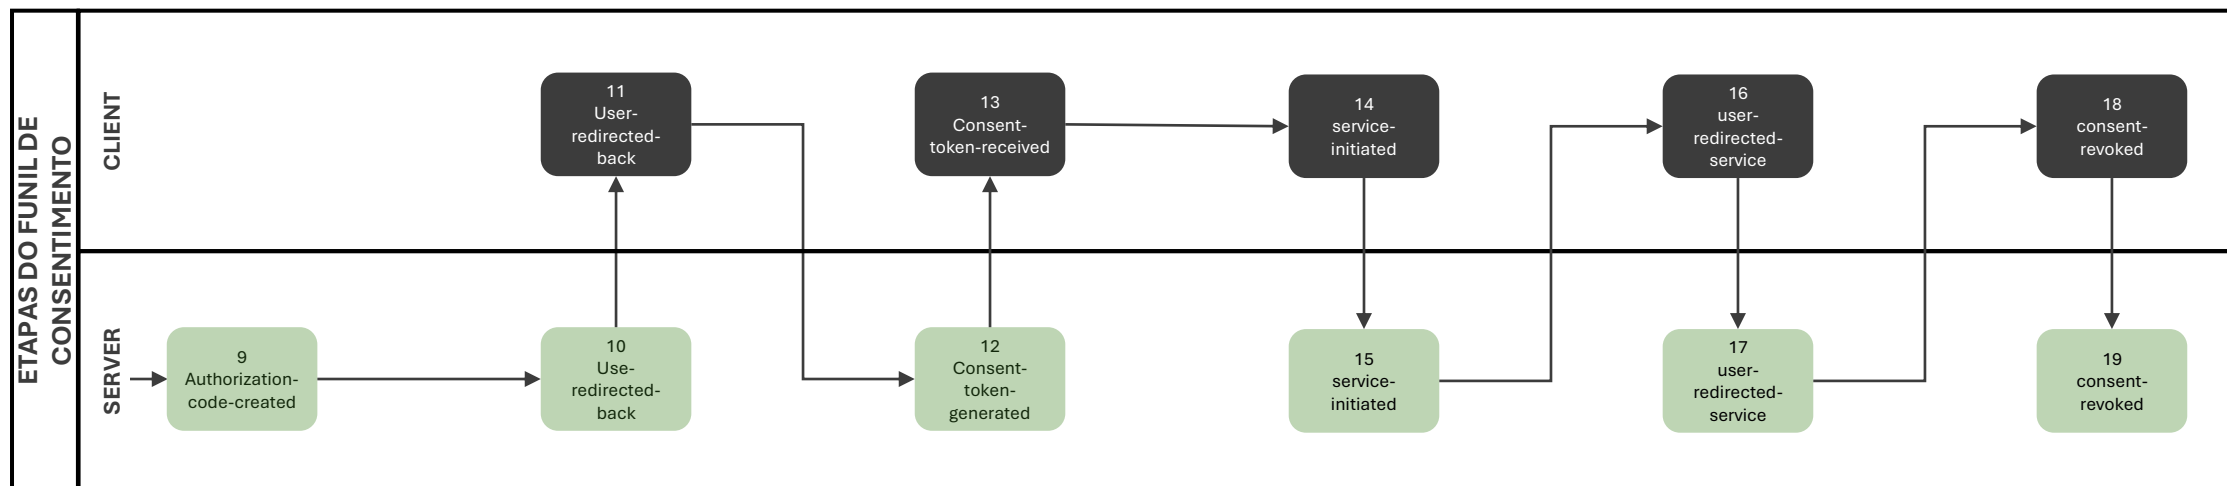 ETAPAS DO FUNIL DE
CONSENTIMENTO
CLIENT
11
User-
redirected-
back
13
Consent-
token-received
14
service-
initiated
16
user-
redirected-
service
18
consent-
revoked
SERVER
9
Authorization-
code-created
10
Use-
redirected-
back
12
Consent-
token-
generated
15
service-
initiated
17
user-
redirected-
service
19
consent-
revoked